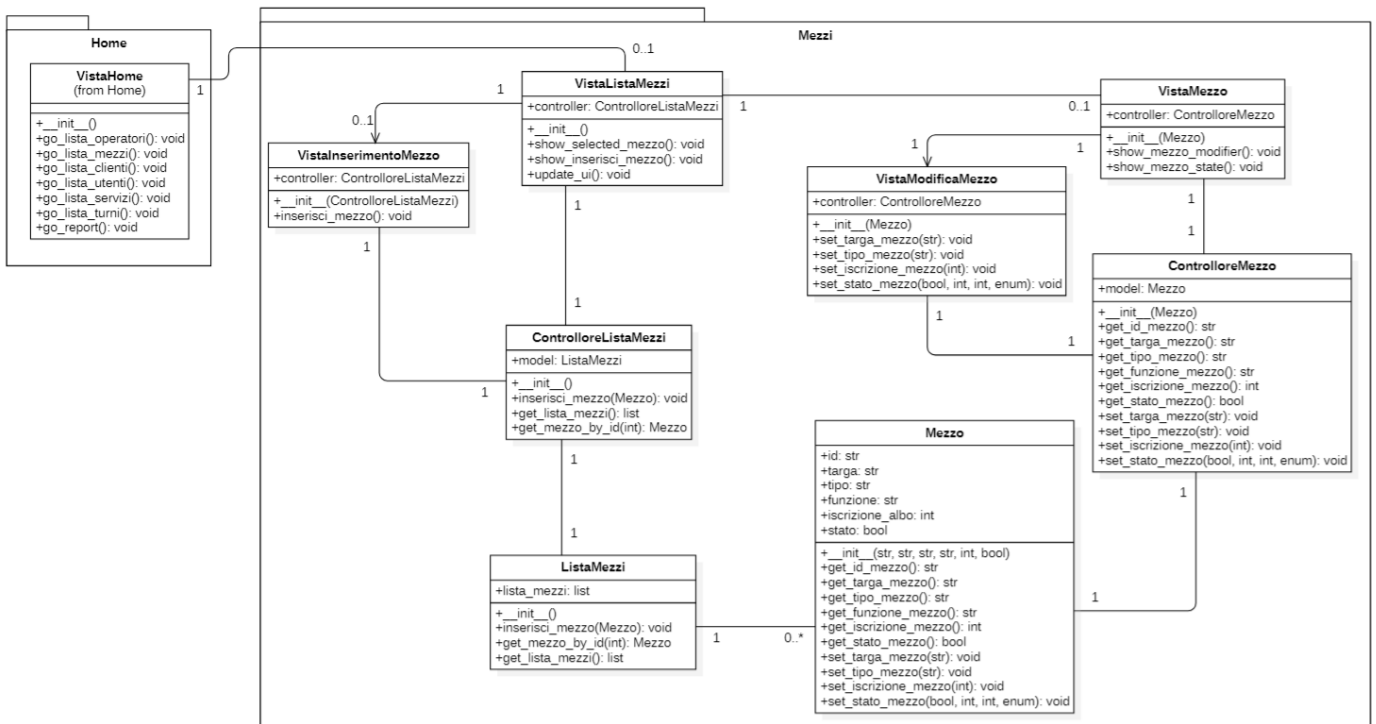 Home
VistaHome
(from Home)
+__init__()
+go_lista_operatori(): void
+go_lista_mezzi(): void
+go_lista_clienti(): void
+go_lista_utenti(): void
+go_lista_servizi(): void
+go_lista_turni(): void
+go_report(): void
1
0..1
Mezzi
VistaListaMezzi
+controller: ControlloreListaMezzi
+__init__()
+show_selected_mezzo(): void
+show_inserisci_mezzo(): void
+update_ui(): void
1
0..1
1
0..1
VistaMezzo
+controller: ControlloreMezzo
+__init__(Mezzo)
+show_mezzo_modifier(): void
+show_mezzo_state(): void
VistaInserimentoMezzo
+controller: ControlloreListaMezzi
+__init__(ControlloreListaMezzi)
+inserisci_mezzo(): void
1
1
VistaModificaMezzo
+controller: ControlloreMezzo
+__init__(Mezzo)
+set_targa_mezzo(str): void
+set_tipo_mezzo(str): void
+set_iscrizione_mezzo(int): void
+set_stato_mezzo(bool, int, int, enum): void
1
1
1
1
ControlloreMezzo
+model: Mezzo
+__init__(Mezzo)
+get_id_mezzo(): str
+get_targa_mezzo(): str
+get_tipo_mezzo(): str
+get_funzione_mezzo(): str
+get_iscrizione_mezzo(): int
+get_stato_mezzo(): bool
+set_targa_mezzo(str): void
+set_tipo_mezzo(str): void
+set_iscrizione_mezzo(int): void
+set_stato_mezzo(bool, int, int, enum): void
1
1
1
1
ControlloreListaMezzi
+model: ListaMezzi
+__init__()
+inserisci_mezzo(Mezzo): void
+get_lista_mezzi(): list
+get_mezzo_by_id(int): Mezzo
1
1
ListaMezzi
+lista_mezzi: list
+__init__()
+inserisci_mezzo(Mezzo): void
+get_mezzo_by_id(int): Mezzo
+get_lista_mezzi(): list
1
0..*
Mezzo
+id: str
+targa: str
+tipo: str
+funzione: str
+iscrizione_albo: int
+stato: bool
+__init__(str, str, str, str, int, bool)
+get_id_mezzo(): str
+get_targa_mezzo(): str
+get_tipo_mezzo(): str
+get_funzione_mezzo(): str
+get_iscrizione_mezzo(): int
+get_stato_mezzo(): bool
+set_targa_mezzo(str): void
+set_tipo_mezzo(str): void
+set_iscrizione_mezzo(int): void
+set_stato_mezzo(bool, int, int, enum): void
1
1